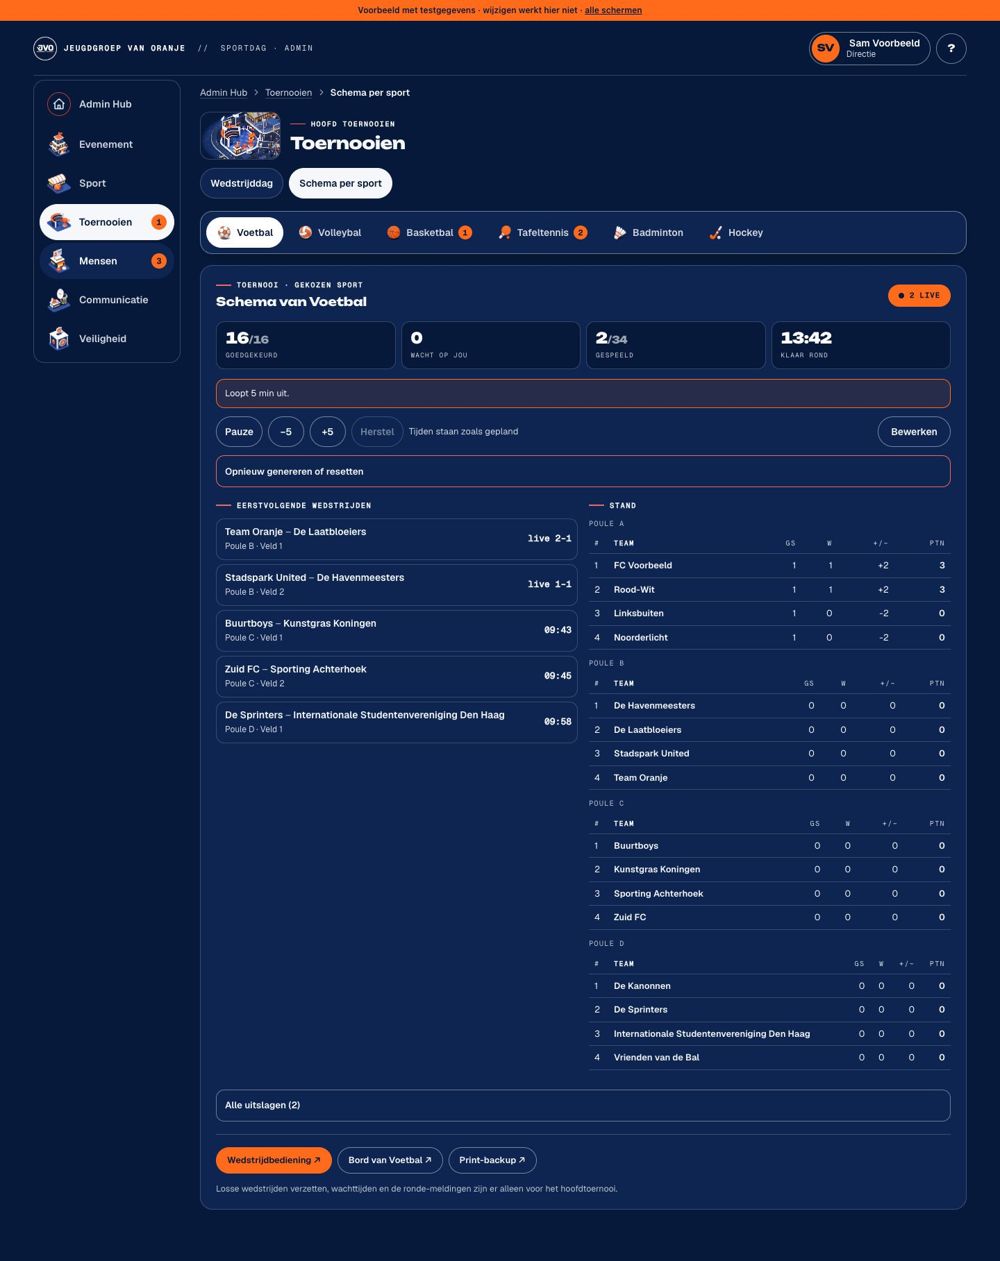 Voorbeeld met testgegevens · wijzigen werkt hier niet · alle schermen
JVO JEUGDGROEP VAN ORANJE // SPORTDAG · ADMIN
SV Sam Voorbeeld
Directie
?
Admin Hub
Evenement
Sport
Toernooien 1
Mensen 3
Communicatie
Veiligheid
Admin Hub > Toernooien > Schema per sport
HOOFD TOERNOOIEN
Toernooien
Wedstrijddag Schema per sport
Voetbal Volleybal Basketbal 1 Tafeltennis 2 Badminton Hockey
TOERNOOI · GEKOZEN SPORT
Schema van Voetbal
2 LIVE
16/16
GOEDGEKEURD
0
WACHT OP JOU
2/34
GESPEELD
13:42
KLAAR ROND
Loopt 5 min uit.
Pauze −5 +5 Herstel Tijden staan zoals gepland Bewerken
Opnieuw genereren of resetten
EERSTVOLGENDE WEDSTRIJDEN
Team Oranje – De Laatbloeiers
Poule B · Veld 1
live 2–1
Stadspark United – De Havenmeesters
Poule B · Veld 2
live 1–1
Buurtboys – Kunstgras Koningen
Poule C · Veld 1
09:43
Zuid FC – Sporting Achterhoek
Poule C · Veld 2
09:45
De Sprinters – Internationale Studentenvereniging Den Haag
Poule D · Veld 1
09:58
STAND
POULE A
# TEAM GS W +/− PTN
1 FC Voorbeeld 1 1 +2 3
2 Rood-Wit 1 1 +2 3
3 Linksbuiten 1 0 -2 0
4 Noorderlicht 1 0 -2 0
POULE B
# TEAM GS W +/− PTN
1 De Havenmeesters 0 0 0 0
2 De Laatbloeiers 0 0 0 0
3 Stadspark United 0 0 0 0
4 Team Oranje 0 0 0 0
POULE C
# TEAM GS W +/− PTN
1 Buurtboys 0 0 0 0
2 Kunstgras Koningen 0 0 0 0
3 Sporting Achterhoek 0 0 0 0
4 Zuid FC 0 0 0 0
POULE D
# TEAM GS W +/− PTN
1 De Kanonnen 0 0 0 0
2 De Sprinters 0 0 0 0
3 Internationale Studentenvereniging Den Haag 0 0 0 0
4 Vrienden van de Bal 0 0 0 0
Alle uitslagen (2)
Wedstrijdbediening ↗ Bord van Voetbal ↗ Print-backup ↗
Losse wedstrijden verzetten, wachttijden en de ronde-meldingen zijn er alleen voor het hoofdtoernooi.